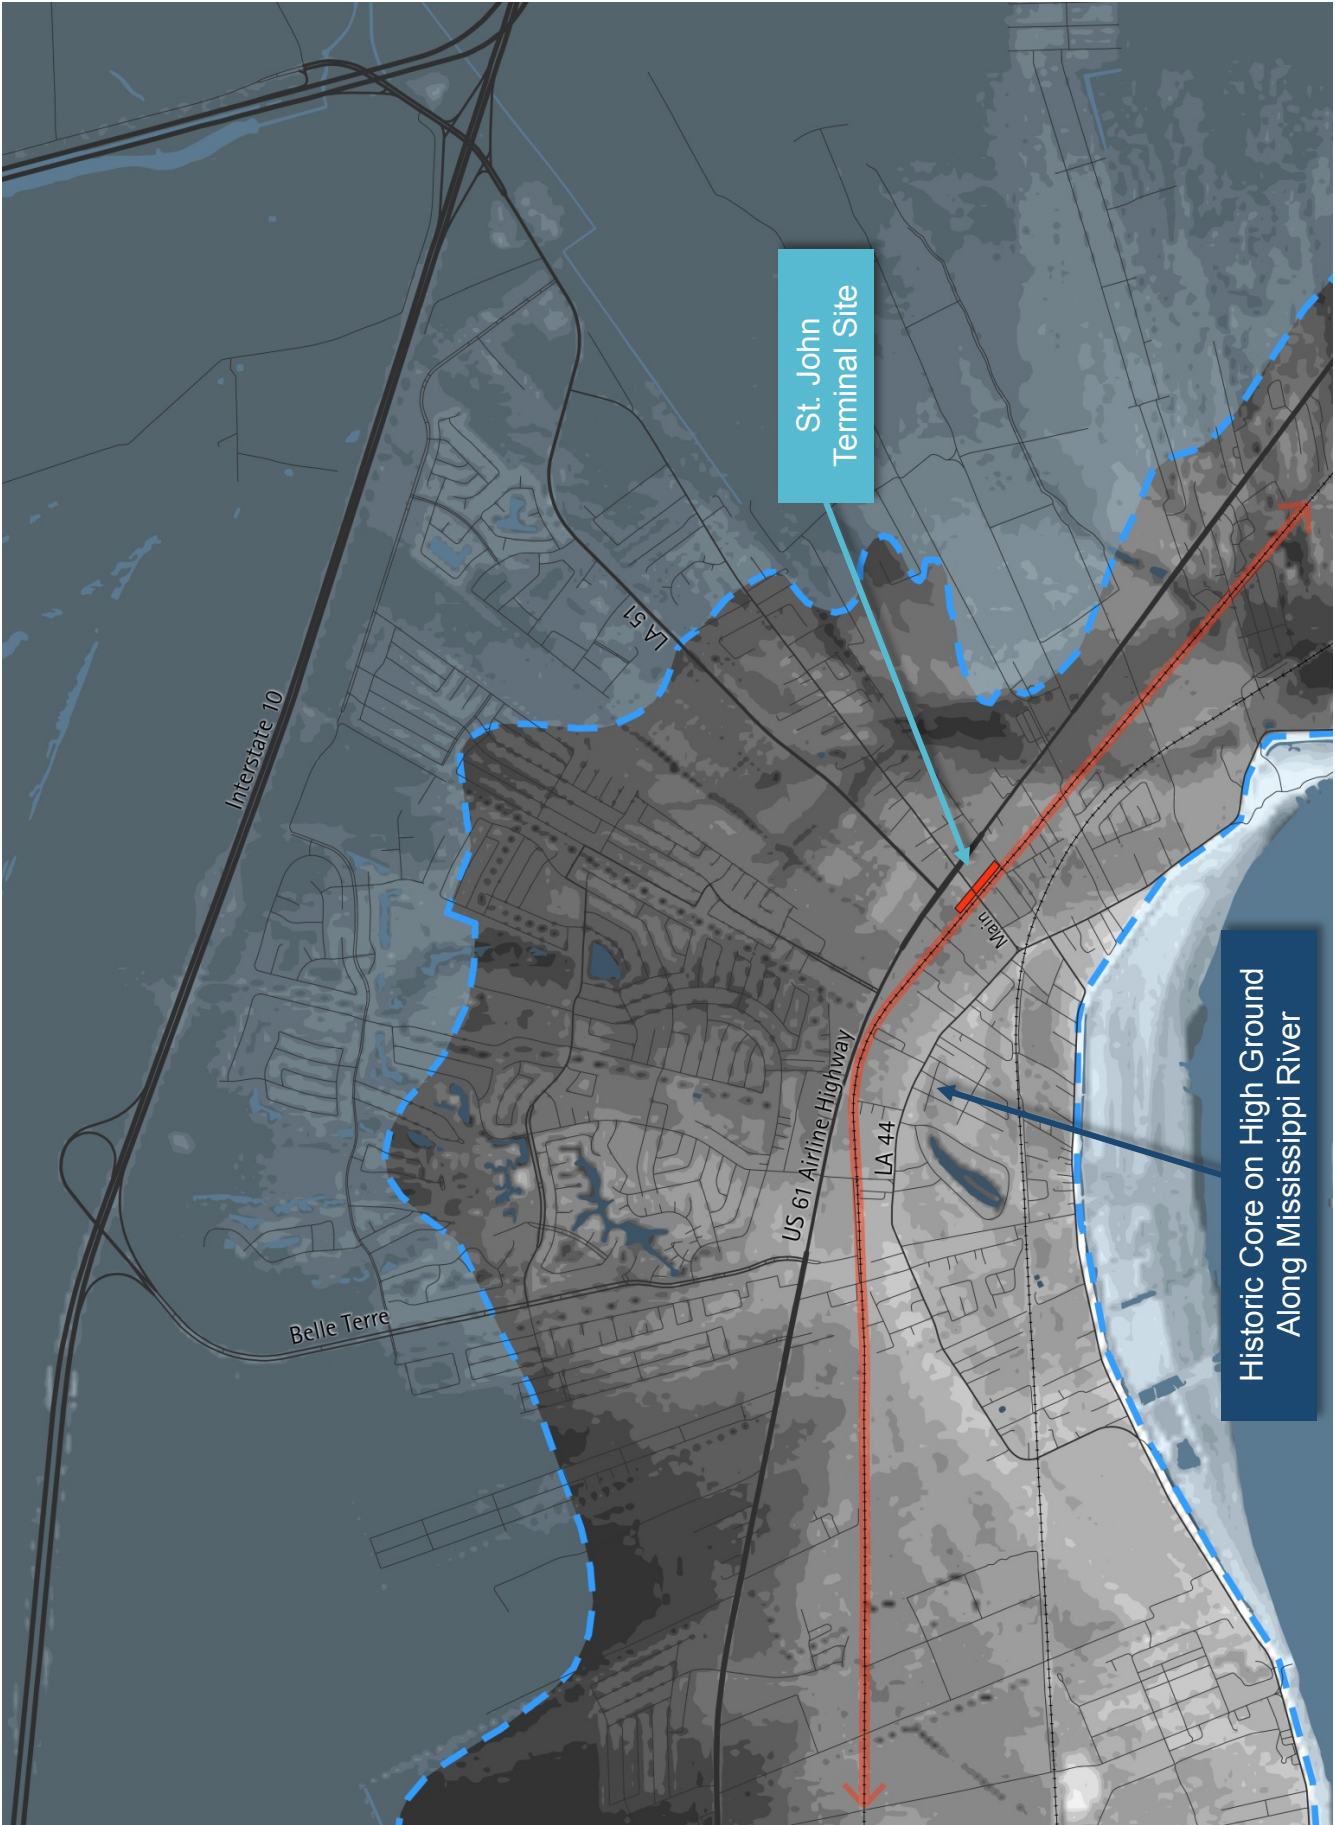 Interstate 10
LA 51
St. John
Terminal Site
Main
US 61 Airline Highway
LA 44
Belle Terre
Historic Core on High Ground
Along Mississippi River